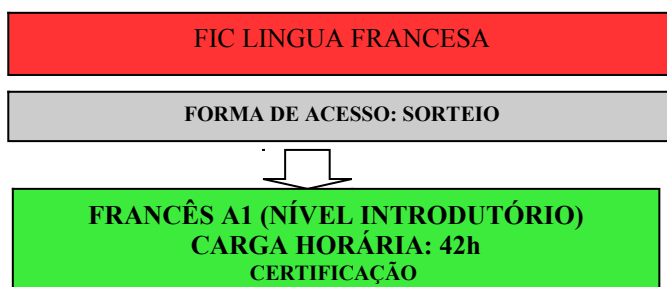 FIC LINGUA FRANCESA
FORMA DE ACESSO: SORTEIO
FRANCÊS A1 (NÍVEL INTRODUTÓRIO)
CARGA HORÁRIA: 42h
CERTIFICAÇÃO